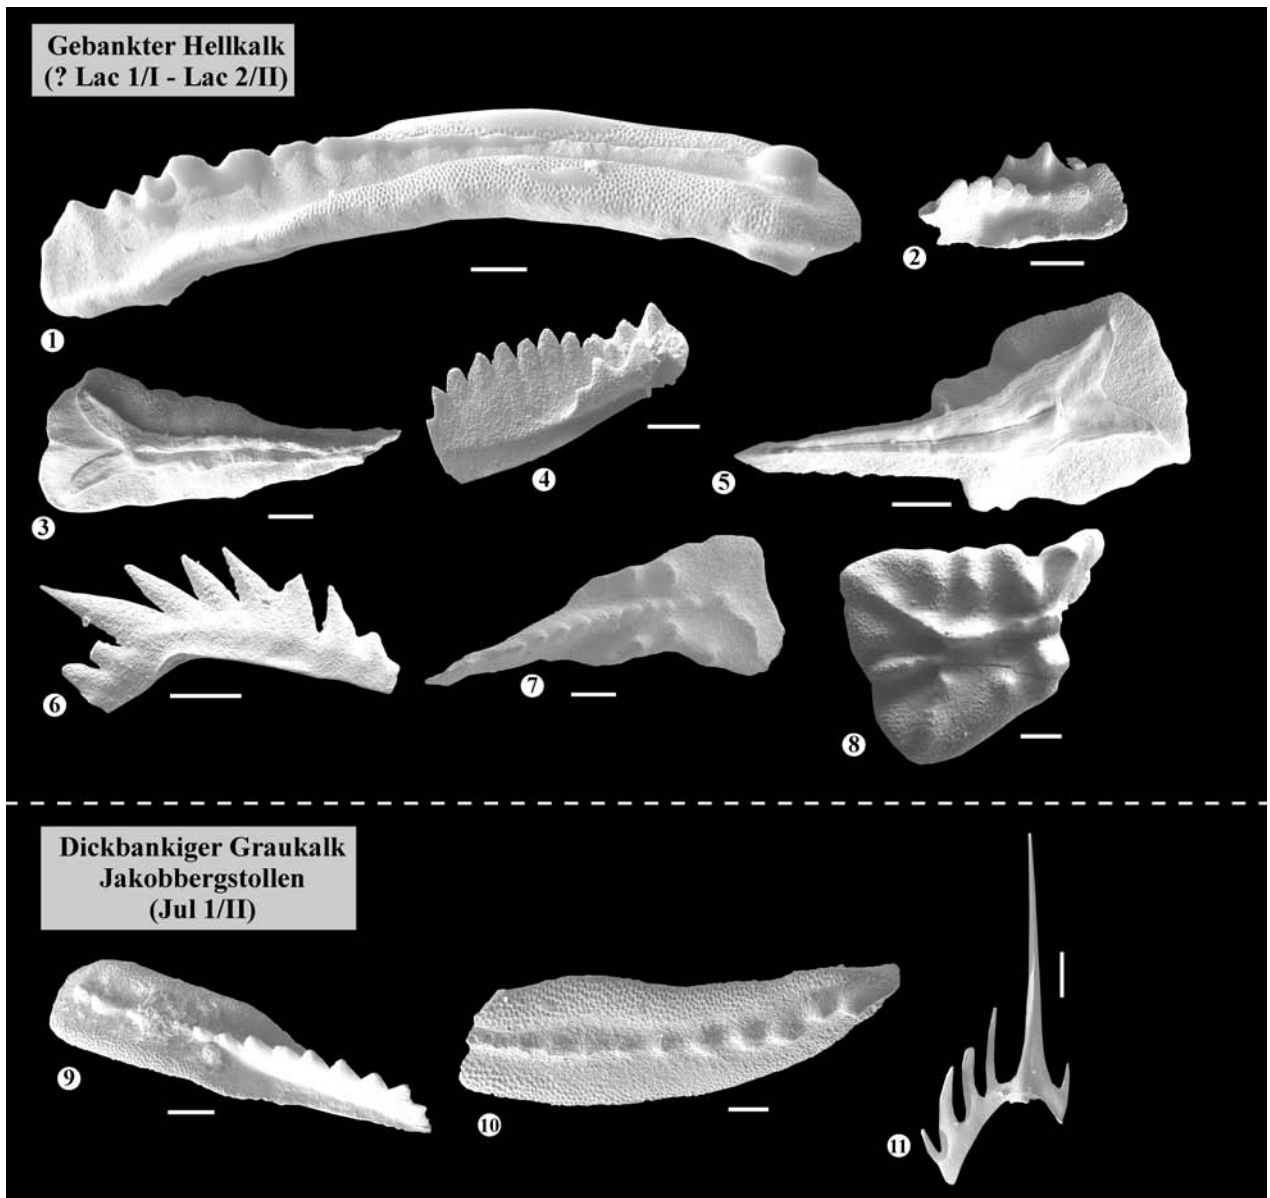 Gebankter Hellkalk
(? Lac 1/I - Lac 2/II)
1
2
3
4
5
6
7
8
Dickbankiger Graukalk
Jakobbergstollen
(Jul 1/II)
9
10
11